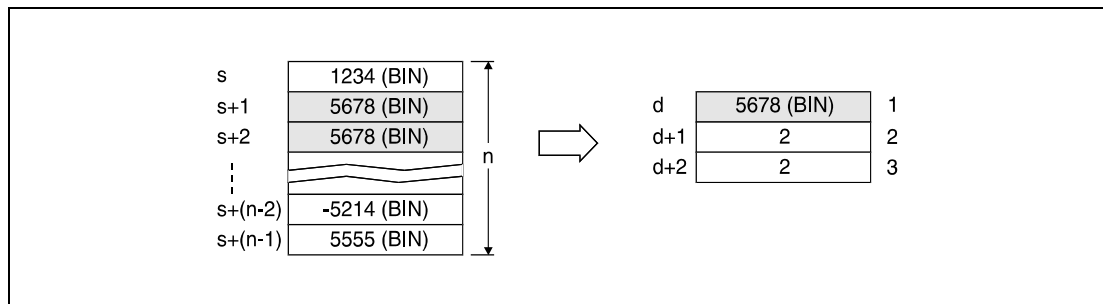 s 1234 (BIN)
s+1 5678 (BIN)
s+2 5678 (BIN)
s+(n-2) -5214 (BIN)
s+(n-1) 5555 (BIN)
n
d 5678 (BIN) 1
d+1 2 2
d+2 2 3